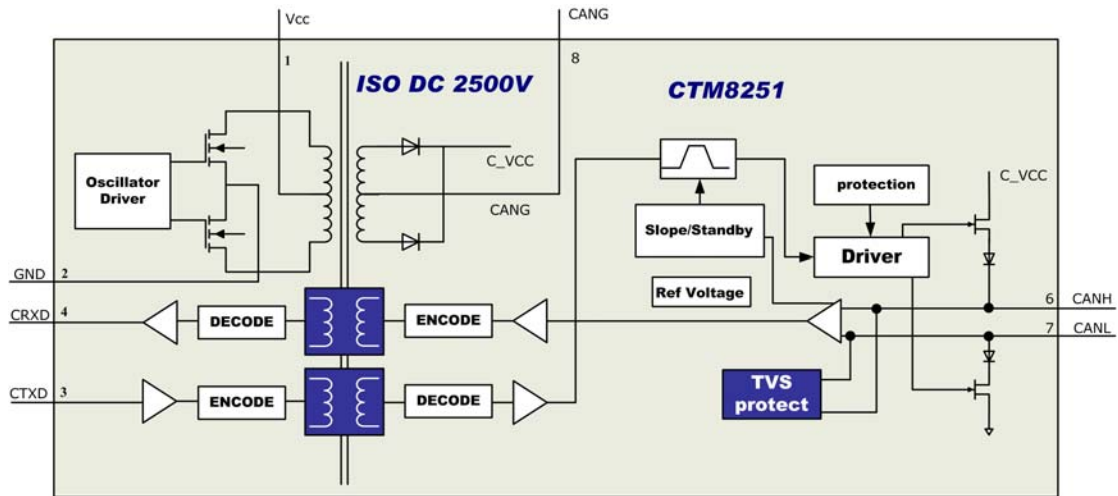 Vcc
CANG
1
8
ISO DC 2500V
CTM8251
C_VCC
C_VCC
Oscillator
Driver
protection
CANG
Slope/Standby
Driver
GND
2
Ref Voltage
6
CANH
CRXD
4
DECODE
ENCODE
7
CANL
CTXD
3
ENCODE
DECODE
TVS
protect